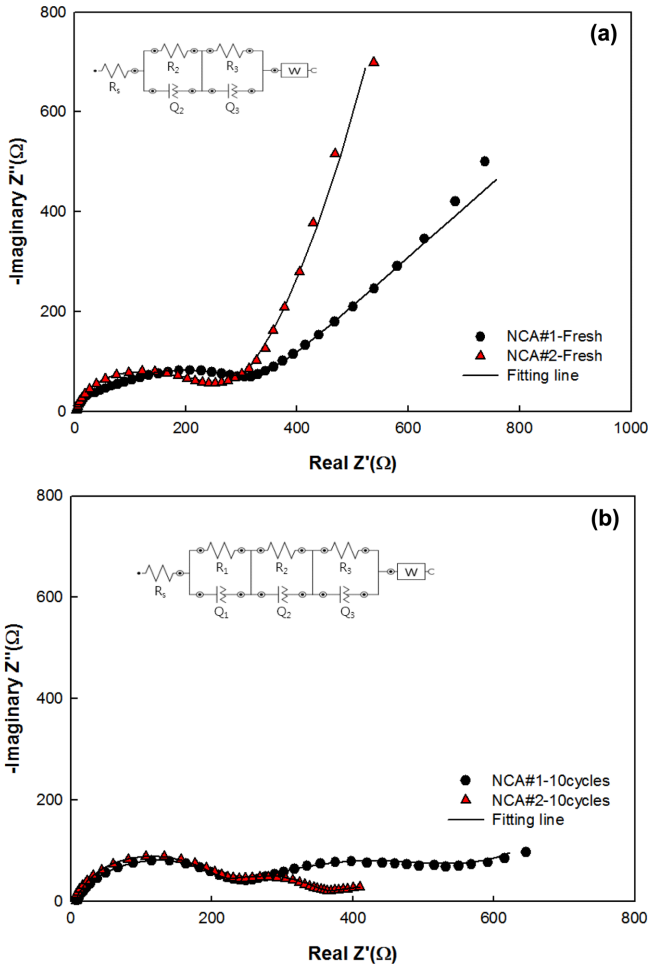 (a)
800
600
400
200
0
-Imaginary Z"(Ω)
Rs
R2
R3
Q2
Q3
W
NCA#1-Fresh
NCA#2-Fresh
Fitting line
0 200 400 600 800 1000
Real Z'(Ω)
(b)
800
600
400
200
0
-Imaginary Z"(Ω)
Rs
R1
R2
R3
Q1
Q2
Q3
W
NCA#1-10cycles
NCA#2-10cycles
Fitting line
0 200 400 600 800
Real Z'(Ω)